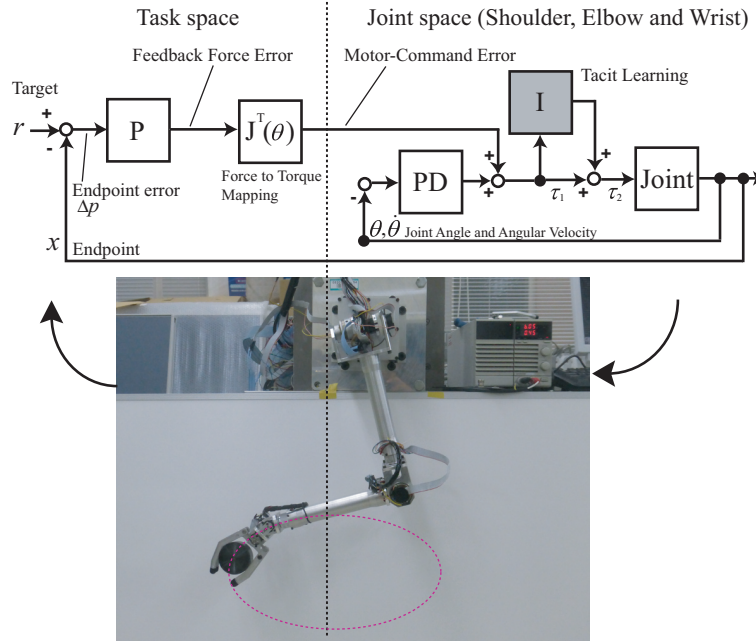 Task space
Joint space (Shoulder, Elbow and Wrist)
Feedback Force Error
Motor-Command Error
Target
Tacit Learning
r
+
-
P
J^T(θ)
I
+
+
Endpoint error
Δp
Force to Torque
Mapping
-
PD
+
τ₁
+
τ₂
Joint
θ,θ̇ Joint Angle and Angular Velocity
x Endpoint